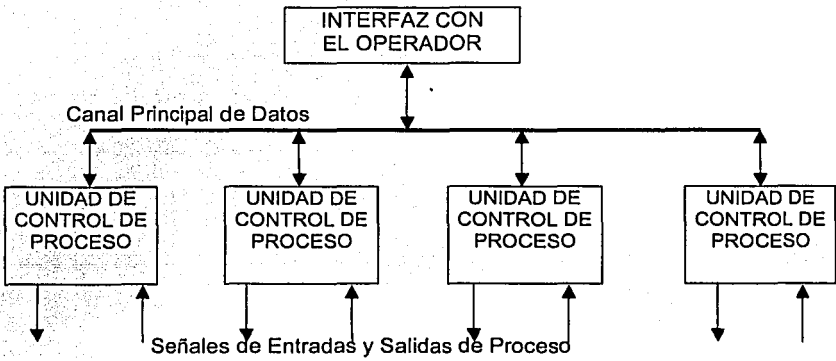 INTERFAZ CON
EL OPERADOR
Canal Principal de Datos
UNIDAD DE
CONTROL DE
PROCESO
UNIDAD DE
CONTROL DE
PROCESO
UNIDAD DE
CONTROL DE
PROCESO
UNIDAD DE
CONTROL DE
PROCESO
Señales de Entradas y Salidas de Proceso